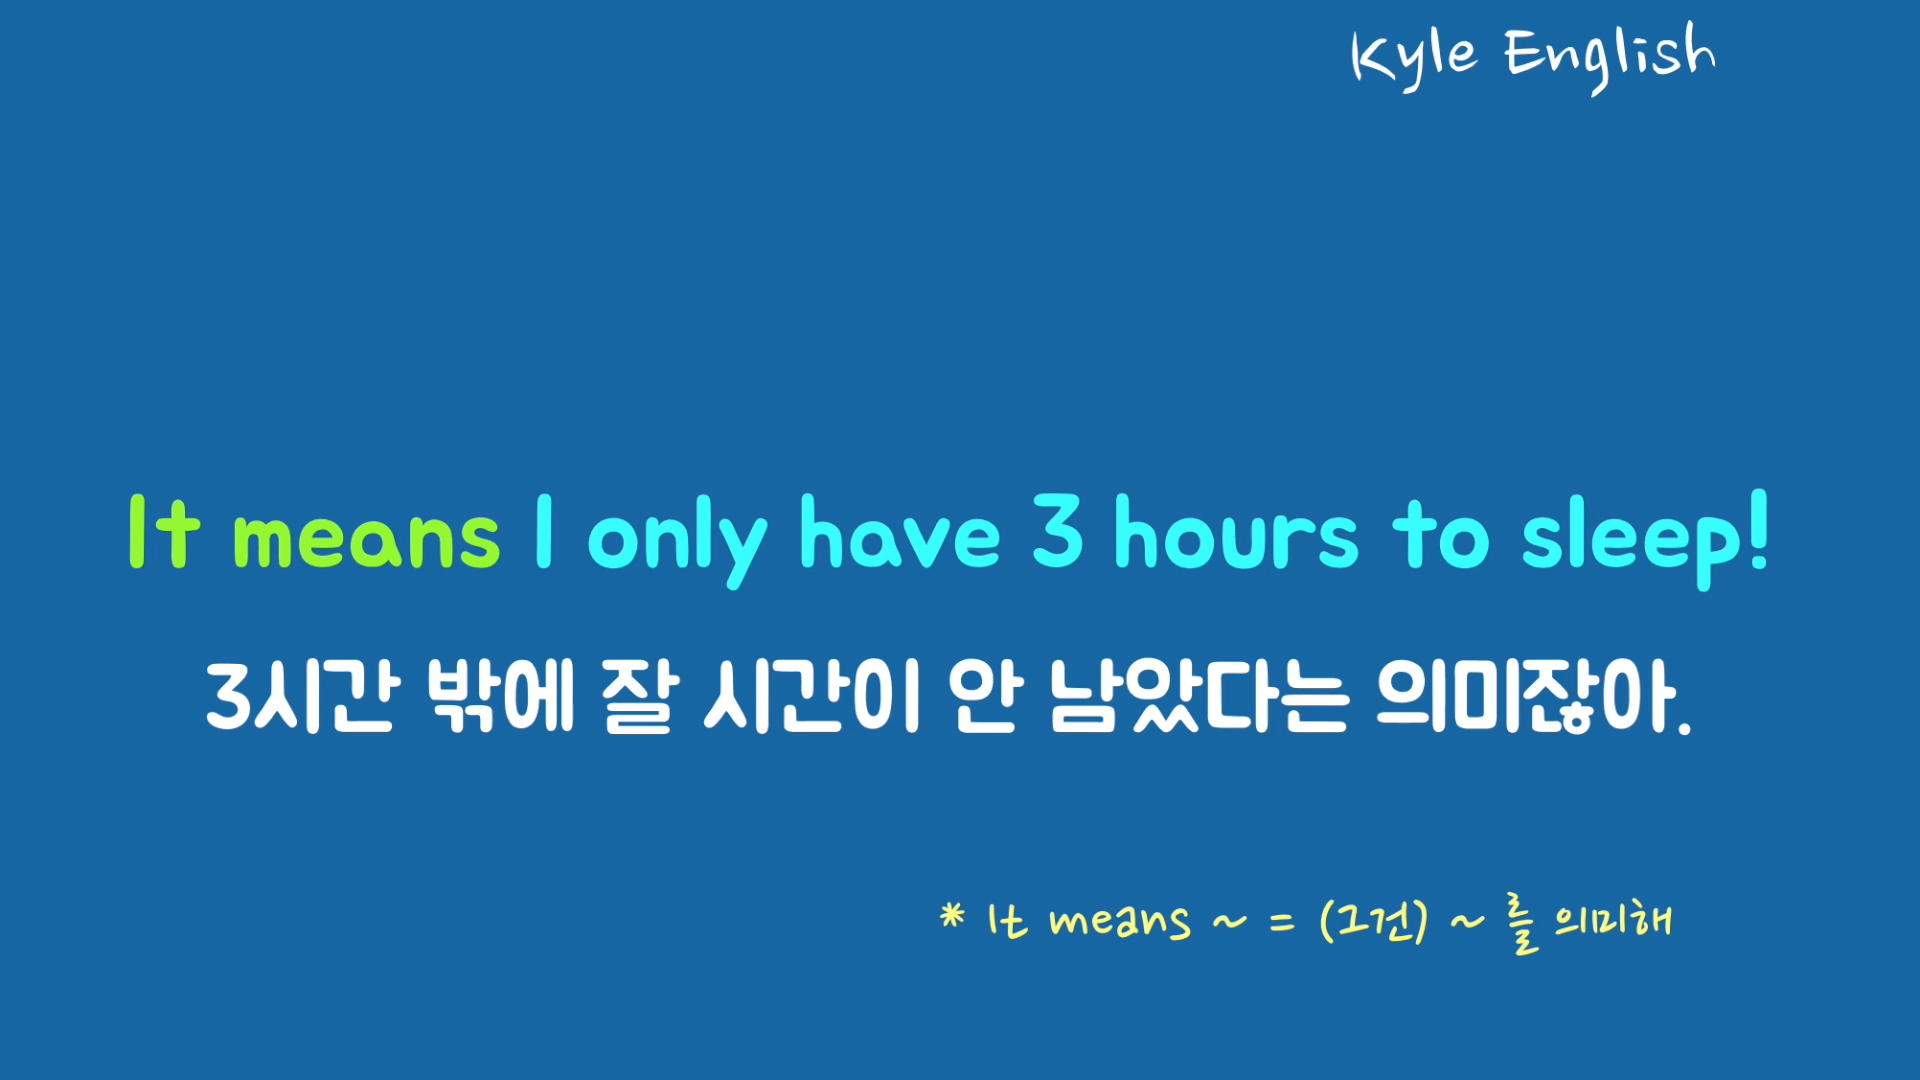 Kyle English
It means I only have 3 hours to sleep!
3시간 밖에 잘 시간이 안 남았다는 의미잖아.
* It means ~ = (그건) ~ 를 의미해